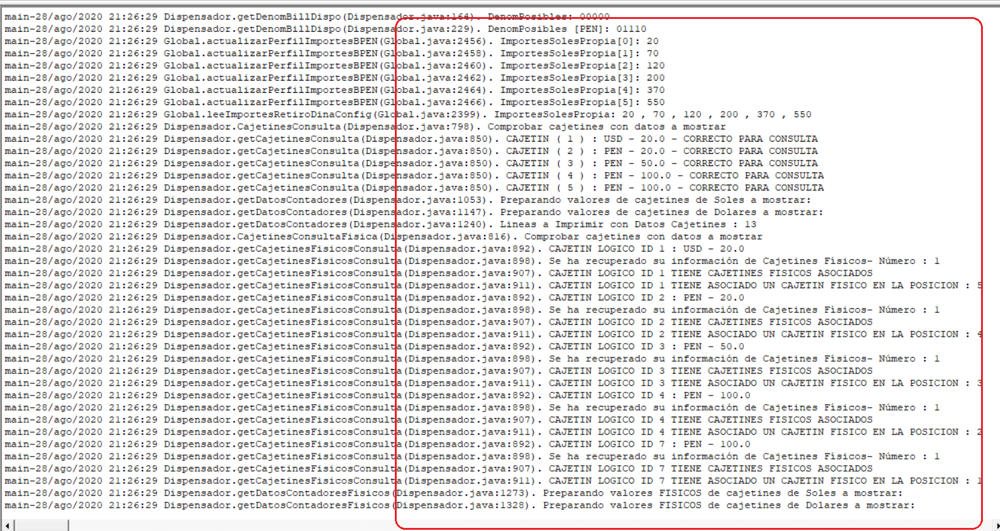 main-28/ago/2020 21:26:29 Dispensador.getDenomBillDispo(Dispensador.java:164). DenomPosibles: 00000
main-28/ago/2020 21:26:29 Dispensador.getDenomBillDispo(Dispensador.java:229). DenomPosibles [PEN]: 01110
main-28/ago/2020 21:26:29 Global.actualizarPerfilImportesBPEN(Global.java:2456). ImportesSolesPropia[0]: 20
main-28/ago/2020 21:26:29 Global.actualizarPerfilImportesBPEN(Global.java:2458). ImportesSolesPropia[1]: 70
main-28/ago/2020 21:26:29 Global.actualizarPerfilImportesBPEN(Global.java:2460). ImportesSolesPropia[2]: 120
main-28/ago/2020 21:26:29 Global.actualizarPerfilImportesBPEN(Global.java:2462). ImportesSolesPropia[3]: 200
main-28/ago/2020 21:26:29 Global.actualizarPerfilImportesBPEN(Global.java:2464). ImportesSolesPropia[4]: 370
main-28/ago/2020 21:26:29 Global.actualizarPerfilImportesBPEN(Global.java:2466). ImportesSolesPropia[5]: 550
main-28/ago/2020 21:26:29 Global.leeImportesRetiroDinaConfig(Global.java:2399). ImportesSolesPropia: 20 , 70 , 120 , 200 , 370 , 550
main-28/ago/2020 21:26:29 Dispensador.CajetinesConsulta(Dispensador.java:798). Comprobar cajetines con datos a mostrar
main-28/ago/2020 21:26:29 Dispensador.getCajetinesConsulta(Dispensador.java:850). CAJETIN ( 1 ) : USD - 20.0 - CORRECTO PARA CONSULTA
main-28/ago/2020 21:26:29 Dispensador.getCajetinesConsulta(Dispensador.java:850). CAJETIN ( 2 ) : PEN - 20.0 - CORRECTO PARA CONSULTA
main-28/ago/2020 21:26:29 Dispensador.getCajetinesConsulta(Dispensador.java:850). CAJETIN ( 3 ) : PEN - 50.0 - CORRECTO PARA CONSULTA
main-28/ago/2020 21:26:29 Dispensador.getCajetinesConsulta(Dispensador.java:850). CAJETIN ( 4 ) : PEN - 100.0 - CORRECTO PARA CONSULTA
main-28/ago/2020 21:26:29 Dispensador.getCajetinesConsulta(Dispensador.java:850). CAJETIN ( 5 ) : PEN - 100.0 - CORRECTO PARA CONSULTA
main-28/ago/2020 21:26:29 Dispensador.getDatosContadores(Dispensador.java:1053). Preparando valores de cajetines de Soles a mostrar:
main-28/ago/2020 21:26:29 Dispensador.getDatosContadores(Dispensador.java:1147). Preparando valores de cajetines de Dolares a mostrar:
main-28/ago/2020 21:26:29 Dispensador.getDatosContadores(Dispensador.java:1240). Lineas a Imprimir con Datos Cajetines : 13
main-28/ago/2020 21:26:29 Dispensador.CajetinesConsultaFisica(Dispensador.java:816). Comprobar cajetines con datos a mostrar
main-28/ago/2020 21:26:29 Dispensador.getCajetinesFisicosConsulta(Dispensador.java:892). CAJETIN LOGICO ID 1 : USD - 20.0
main-28/ago/2020 21:26:29 Dispensador.getCajetinesFisicosConsulta(Dispensador.java:898). Se ha recuperado su información de Cajetines Físicos- Número : 1
main-28/ago/2020 21:26:29 Dispensador.getCajetinesFisicosConsulta(Dispensador.java:907). CAJETIN LOGICO ID 1 TIENE CAJETINES FISICOS ASOCIADOS
main-28/ago/2020 21:26:29 Dispensador.getCajetinesFisicosConsulta(Dispensador.java:911). CAJETIN LOGICO ID 1 TIENE ASOCIADO UN CAJETIN FISICO EN LA POSICION : 5
main-28/ago/2020 21:26:29 Dispensador.getCajetinesFisicosConsulta(Dispensador.java:892). CAJETIN LOGICO ID 2 : PEN - 20.0
main-28/ago/2020 21:26:29 Dispensador.getCajetinesFisicosConsulta(Dispensador.java:898). Se ha recuperado su información de Cajetines Físicos- Número : 1
main-28/ago/2020 21:26:29 Dispensador.getCajetinesFisicosConsulta(Dispensador.java:907). CAJETIN LOGICO ID 2 TIENE CAJETINES FISICOS ASOCIADOS
main-28/ago/2020 21:26:29 Dispensador.getCajetinesFisicosConsulta(Dispensador.java:911). CAJETIN LOGICO ID 2 TIENE ASOCIADO UN CAJETIN FISICO EN LA POSICION : 4
main-28/ago/2020 21:26:29 Dispensador.getCajetinesFisicosConsulta(Dispensador.java:892). CAJETIN LOGICO ID 3 : PEN - 50.0
main-28/ago/2020 21:26:29 Dispensador.getCajetinesFisicosConsulta(Dispensador.java:898). Se ha recuperado su información de Cajetines Físicos- Número : 1
main-28/ago/2020 21:26:29 Dispensador.getCajetinesFisicosConsulta(Dispensador.java:907). CAJETIN LOGICO ID 3 TIENE CAJETINES FISICOS ASOCIADOS
main-28/ago/2020 21:26:29 Dispensador.getCajetinesFisicosConsulta(Dispensador.java:911). CAJETIN LOGICO ID 3 TIENE ASOCIADO UN CAJETIN FISICO EN LA POSICION : 3
main-28/ago/2020 21:26:29 Dispensador.getCajetinesFisicosConsulta(Dispensador.java:892). CAJETIN LOGICO ID 4 : PEN - 100.0
main-28/ago/2020 21:26:29 Dispensador.getCajetinesFisicosConsulta(Dispensador.java:898). Se ha recuperado su información de Cajetines Físicos- Número : 1
main-28/ago/2020 21:26:29 Dispensador.getCajetinesFisicosConsulta(Dispensador.java:907). CAJETIN LOGICO ID 4 TIENE CAJETINES FISICOS ASOCIADOS
main-28/ago/2020 21:26:29 Dispensador.getCajetinesFisicosConsulta(Dispensador.java:911). CAJETIN LOGICO ID 4 TIENE ASOCIADO UN CAJETIN FISICO EN LA POSICION : 2
main-28/ago/2020 21:26:29 Dispensador.getCajetinesFisicosConsulta(Dispensador.java:892). CAJETIN LOGICO ID 7 : PEN - 100.0
main-28/ago/2020 21:26:29 Dispensador.getCajetinesFisicosConsulta(Dispensador.java:898). Se ha recuperado su información de Cajetines Físicos- Número : 1
main-28/ago/2020 21:26:29 Dispensador.getCajetinesFisicosConsulta(Dispensador.java:907). CAJETIN LOGICO ID 7 TIENE CAJETINES FISICOS ASOCIADOS
main-28/ago/2020 21:26:29 Dispensador.getCajetinesFisicosConsulta(Dispensador.java:911). CAJETIN LOGICO ID 7 TIENE ASOCIADO UN CAJETIN FISICO EN LA POSICION : 1
main-28/ago/2020 21:26:29 Dispensador.getDatosContadoresFisicos(Dispensador.java:1273). Preparando valores FISICOS de cajetines de Soles a mostrar:
main-28/ago/2020 21:26:29 Dispensador.getDatosContadoresFisicos(Dispensador.java:1328). Preparando valores FISICOS de cajetines de Dolares a mostrar: